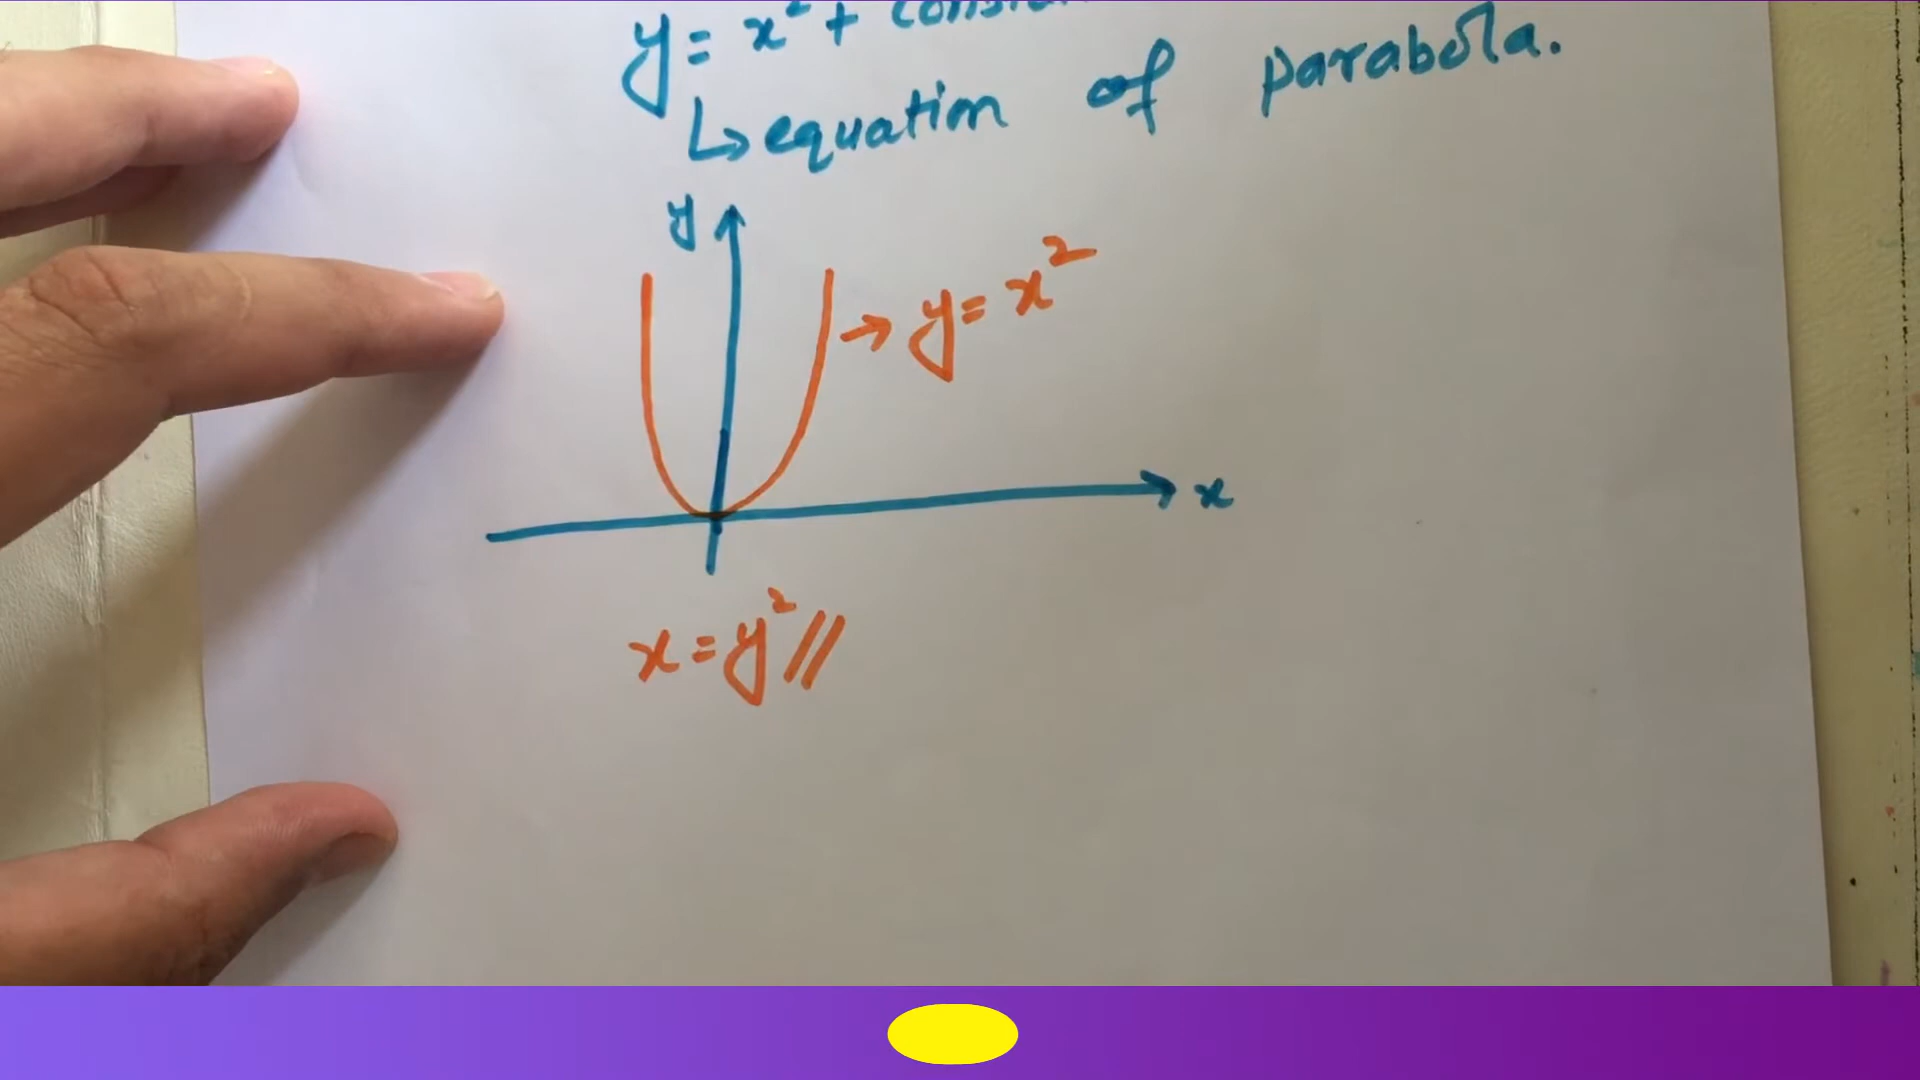 y = x² +
↳ equation of parabola.
y
→ y = x²
x
x = y² //